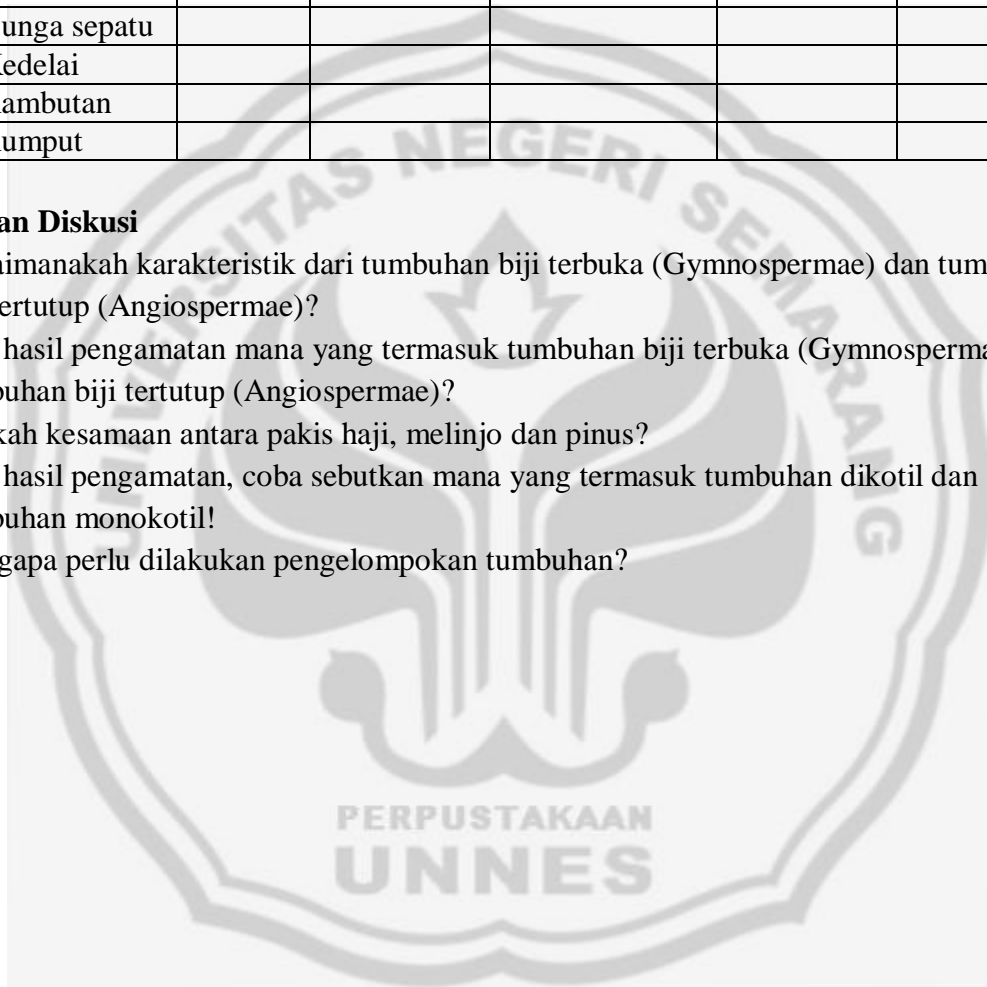 unga sepatu
edelai
ambutan
umput
an Diskusi
aimanakah karakteristik dari tumbuhan biji terbuka (Gymnospermae) dan tum
ertutup (Angiospermae)?
hasil pengamatan mana yang termasuk tumbuhan biji terbuka (Gymnosperma
buhan biji tertutup (Angiospermae)?
kah kesamaan antara pakis haji, melinjo dan pinus?
hasil pengamatan, coba sebutkan mana yang termasuk tumbuhan dikotil dan
buhan monokotil!
gapa perlu dilakukan pengelompokan tumbuhan?
UNIVERSITAS NEGERI SEMARANG
PERPUSTAKAAN
UNNES